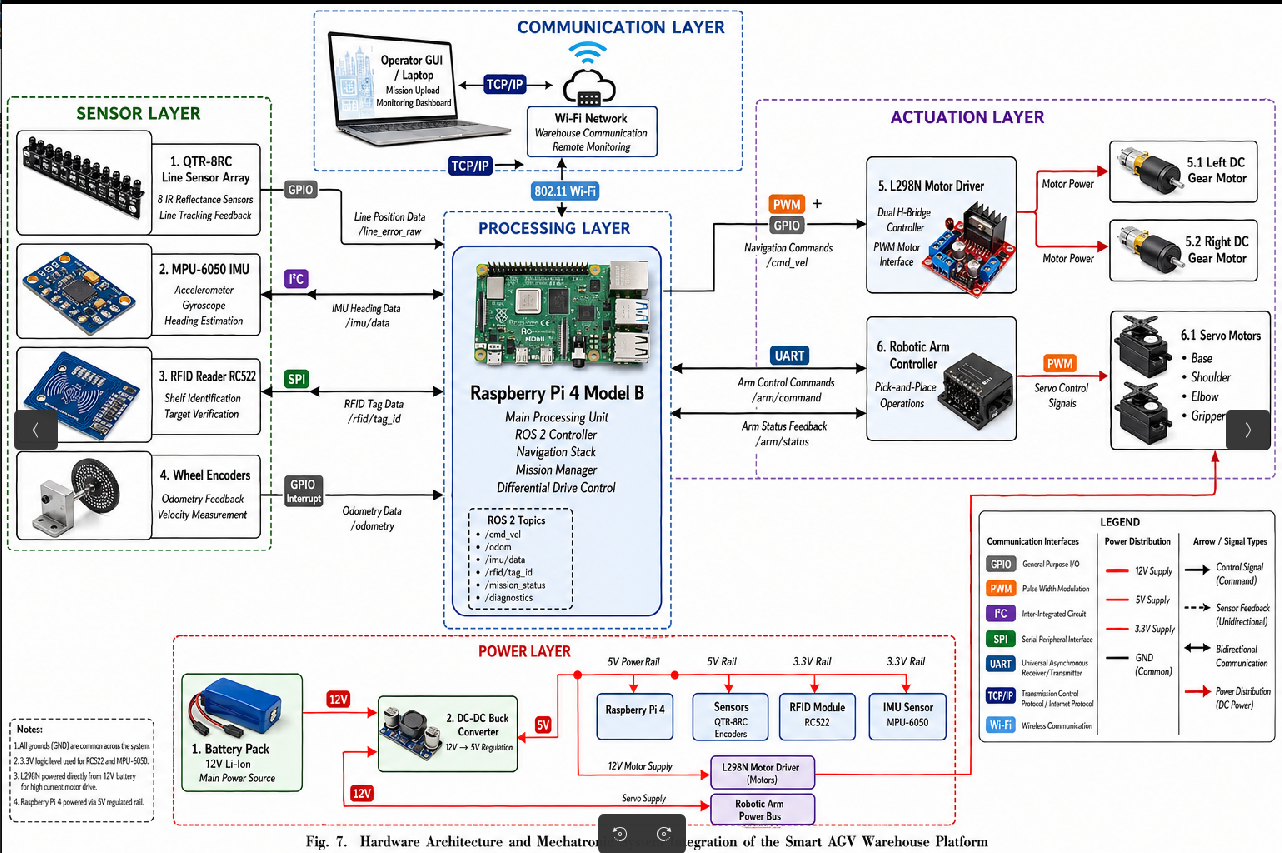 COMMUNICATION LAYER
Operator GUI
/ Laptop
Mission Upload
Monitoring Dashboard
TCP/IP
Wi-Fi Network
Warehouse Communication
Remote Monitoring
TCP/IP
802.11 Wi-Fi
SENSOR LAYER
1. QTR-8RC
Line Sensor Array
8 IR Reflectance Sensors
Line Tracking Feedback
GPIO
Line Position Data
/line_error_raw
2. MPU-6050 IMU
Accelerometer
Gyroscope
Heading Estimation
I²C
IMU Heading Data
/imu/data
3. RFID Reader RC522
Shelf Identification
Target Verification
SPI
RFID Tag Data
/rfid/tag_id
4. Wheel Encoders
Odometry Feedback
Velocity Measurement
GPIO
Interrupt
Odometry Data
/odometry
PROCESSING LAYER
Raspberry Pi 4 Model B
Main Processing Unit
ROS 2 Controller
Navigation Stack
Mission Manager
Differential Drive Control
ROS 2 Topics
• /cmd_vel
• /odom
• /imu/data
• /rfid/tag_id
• /mission_status
• /diagnostics
ACTUATION LAYER
PWM +
GPIO
Navigation Commands
/cmd_vel
5. L298N Motor Driver
Dual H-Bridge
Controller
PWM Motor
Interface
Motor Power
5.1 Left DC
Gear Motor
Motor Power
5.2 Right DC
Gear Motor
UART
Arm Control Commands
/arm/command
Arm Status Feedback
/arm/status
6. Robotic Arm
Controller
Pick-and-Place
Operations
PWM
Servo Control
Signals
6.1 Servo Motors
• Base
• Shoulder
• Elbow
• Gripper
LEGEND
Communication Interfaces
GPIO General Purpose I/O
PWM Pulse Width Modulation
I²C Inter-Integrated Circuit
SPI Serial Peripheral Interface
UART Universal Asynchronous
Receiver/Transmitter
TCP/IP Transmission Control
Protocol / Internet Protocol
Wi-Fi Wireless Communication
Power Distribution
12V Supply
5V Supply
3.3V Supply
GND
(Common)
Arrow / Signal Types
Control Signal
(Command)
Sensor Feedback
(Unidirectional)
Bidirectional
Communication
Power Distribution
(DC Power)
POWER LAYER
1. Battery Pack
12V Li-Ion
Main Power Source
12V
2. DC-DC Buck
Converter
12V → 5V Regulation
5V
12V
5V Power Rail
Raspberry Pi 4
5V Rail
Sensors
QTR-8RC
Encoders
3.3V Rail
RFID Module
RC522
3.3V Rail
IMU Sensor
MPU-6050
12V Motor Supply
L298N Motor Driver
(Motors)
Servo Supply
Robotic Arm
Power Bus
Notes:
1.All grounds (GND) are common across the system.
2.3.3V logic level used for RC522 and MPU-6050.
3. L298N powered directly from 12V battery
for high current motor drive.
4. Raspberry Pi 4 powered via 5V regulated rail.
Fig. 7. Hardware Architecture and Mechatron egration of the Smart AGV Warehouse Platform